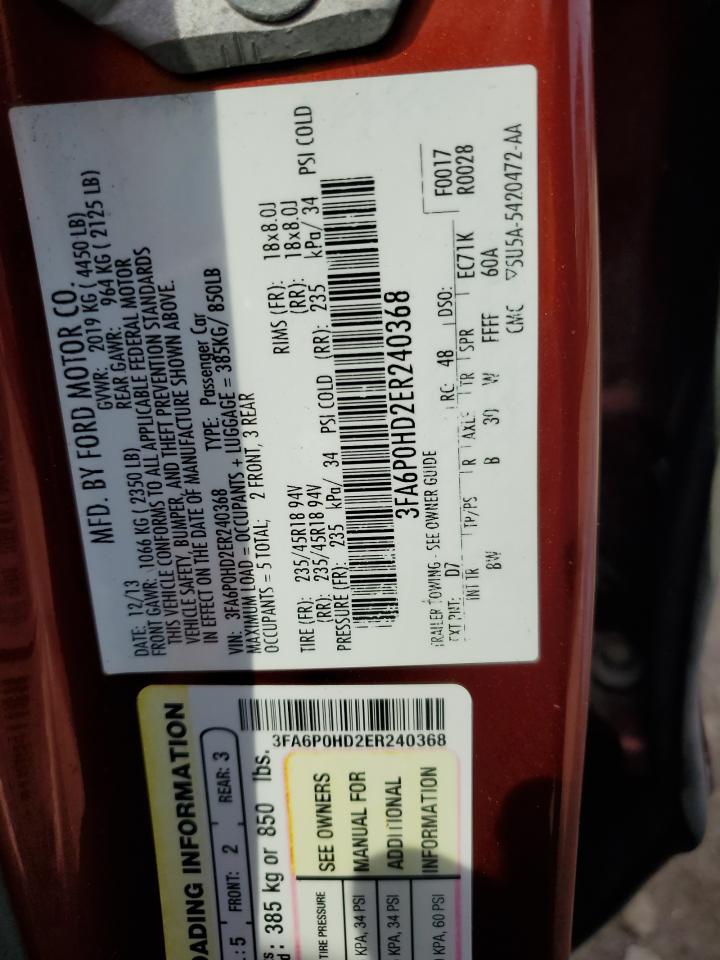 MFD. BY FORD MOTOR CO.
DATE: 12/13 GVWR: 2019 KG ( 4450 LB)
FRONT GAWR: 1066 KG ( 2350 LB) REAR GAWR: 964 KG ( 2125 LB)
THIS VEHICLE CONFORMS TO ALL APPLICABLE FEDERAL MOTOR
VEHICLE SAFETY, BUMPER, AND THEFT PREVENTION STANDARDS
IN EFFECT ON THE DATE OF MANUFACTURE SHOWN ABOVE.
VIN: 3FA6P0HD2ER240368 TYPE: Passenger Car
MAXIMUM LOAD = OCCUPANTS + LUGGAGE = 385KG/ 850LB
OCCUPANTS = 5 TOTAL; 2 FRONT, 3 REAR
TIRE (FR): 235/45R18 94V RIMS (FR): 18x8.0J
(RR): 235/45R18 94V (RR): 18x8.0J
PRESSURE (FR): 235 kPa/ 34 PSI COLD (RR): 235 kPa/ 34 PSI COLD
3FA6P0HD2ER240368
TRAILER TOWING - SEE OWNER GUIDE
F0017
EXT PNT: D7 RC: 48 DSO: R0028
INT TR TP/PS R AXLE TR SPR EC71K
BW B 30 W FFFF 60A
CMC ▽5U5A-5420472-AA
LOADING INFORMATION
: 5 FRONT: 2 REAR: 3
: 385 kg or 850 lbs.
3FA6P0HD2ER240368
TIRE PRESSURE SEE OWNERS
KPA, 34 PSI MANUAL FOR
KPA, 34 PSI ADDITIONAL
KPA, 60 PSI INFORMATION